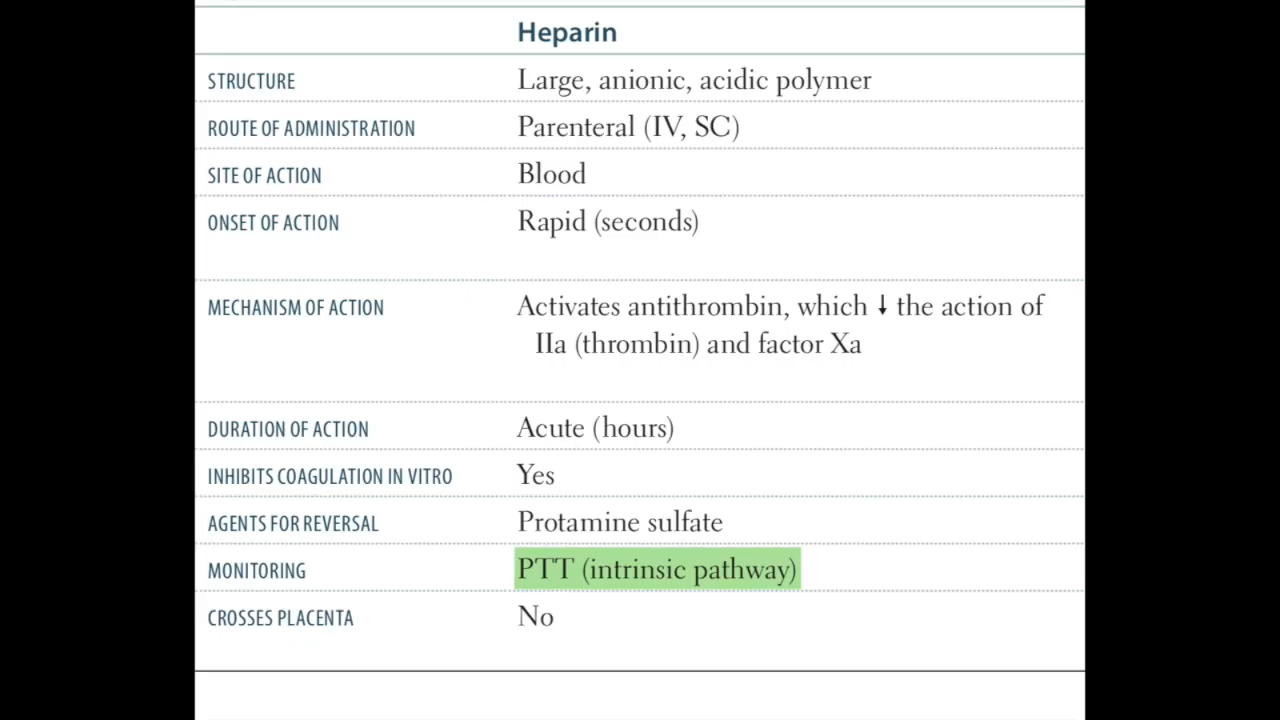 Heparin
STRUCTURE Large, anionic, acidic polymer
ROUTE OF ADMINISTRATION Parenteral (IV, SC)
SITE OF ACTION Blood
ONSET OF ACTION Rapid (seconds)
MECHANISM OF ACTION Activates antithrombin, which ↓ the action of
IIa (thrombin) and factor Xa
DURATION OF ACTION Acute (hours)
INHIBITS COAGULATION IN VITRO Yes
AGENTS FOR REVERSAL Protamine sulfate
MONITORING PTT (intrinsic pathway)
CROSSES PLACENTA No